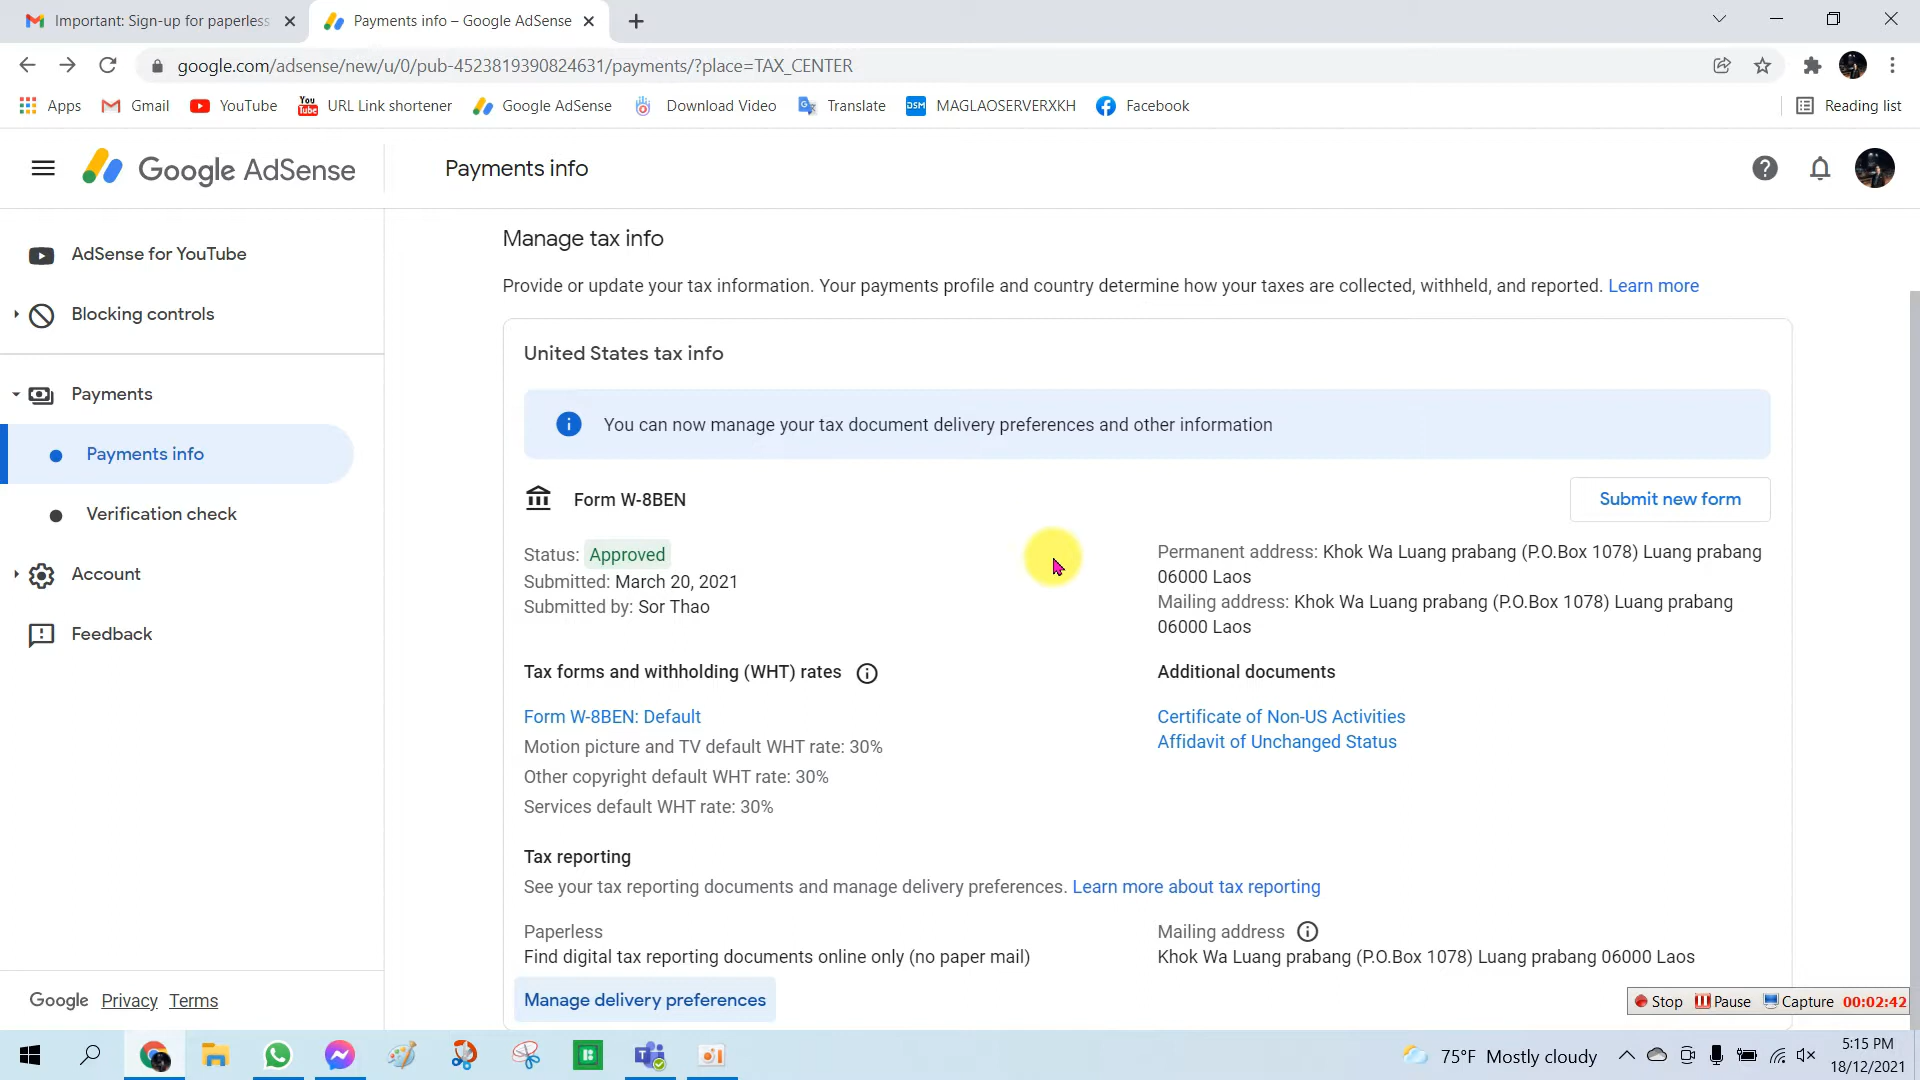 Important: Sign-up for paperless
Payments info – Google AdSense
google.com/adsense/new/u/0/pub-4523819390824631/payments/?place=TAX_CENTER
Apps
Gmail
YouTube
You Tube
URL Link shortener
Google AdSense
Download Video
Translate
DSM
MAGLAOSERVERXKH
Facebook
Reading list
Google AdSense
Payments info
AdSense for YouTube
Blocking controls
Payments
Payments info
Verification check
Account
Feedback
Google Privacy Terms
Manage tax info
Provide or update your tax information. Your payments profile and country determine how your taxes are collected, withheld, and reported. Learn more
United States tax info
You can now manage your tax document delivery preferences and other information
Form W-8BEN
Submit new form
Status: Approved
Submitted: March 20, 2021
Submitted by: Sor Thao
Permanent address: Khok Wa Luang prabang (P.O.Box 1078) Luang prabang
06000 Laos
Mailing address: Khok Wa Luang prabang (P.O.Box 1078) Luang prabang
06000 Laos
Tax forms and withholding (WHT) rates
Form W-8BEN: Default
Motion picture and TV default WHT rate: 30%
Other copyright default WHT rate: 30%
Services default WHT rate: 30%
Additional documents
Certificate of Non-US Activities
Affidavit of Unchanged Status
Tax reporting
See your tax reporting documents and manage delivery preferences. Learn more about tax reporting
Paperless
Find digital tax reporting documents online only (no paper mail)
Mailing address
Khok Wa Luang prabang (P.O.Box 1078) Luang prabang 06000 Laos
Manage delivery preferences
Stop Pause Capture 00:02:42
75°F Mostly cloudy
5:15 PM
18/12/2021